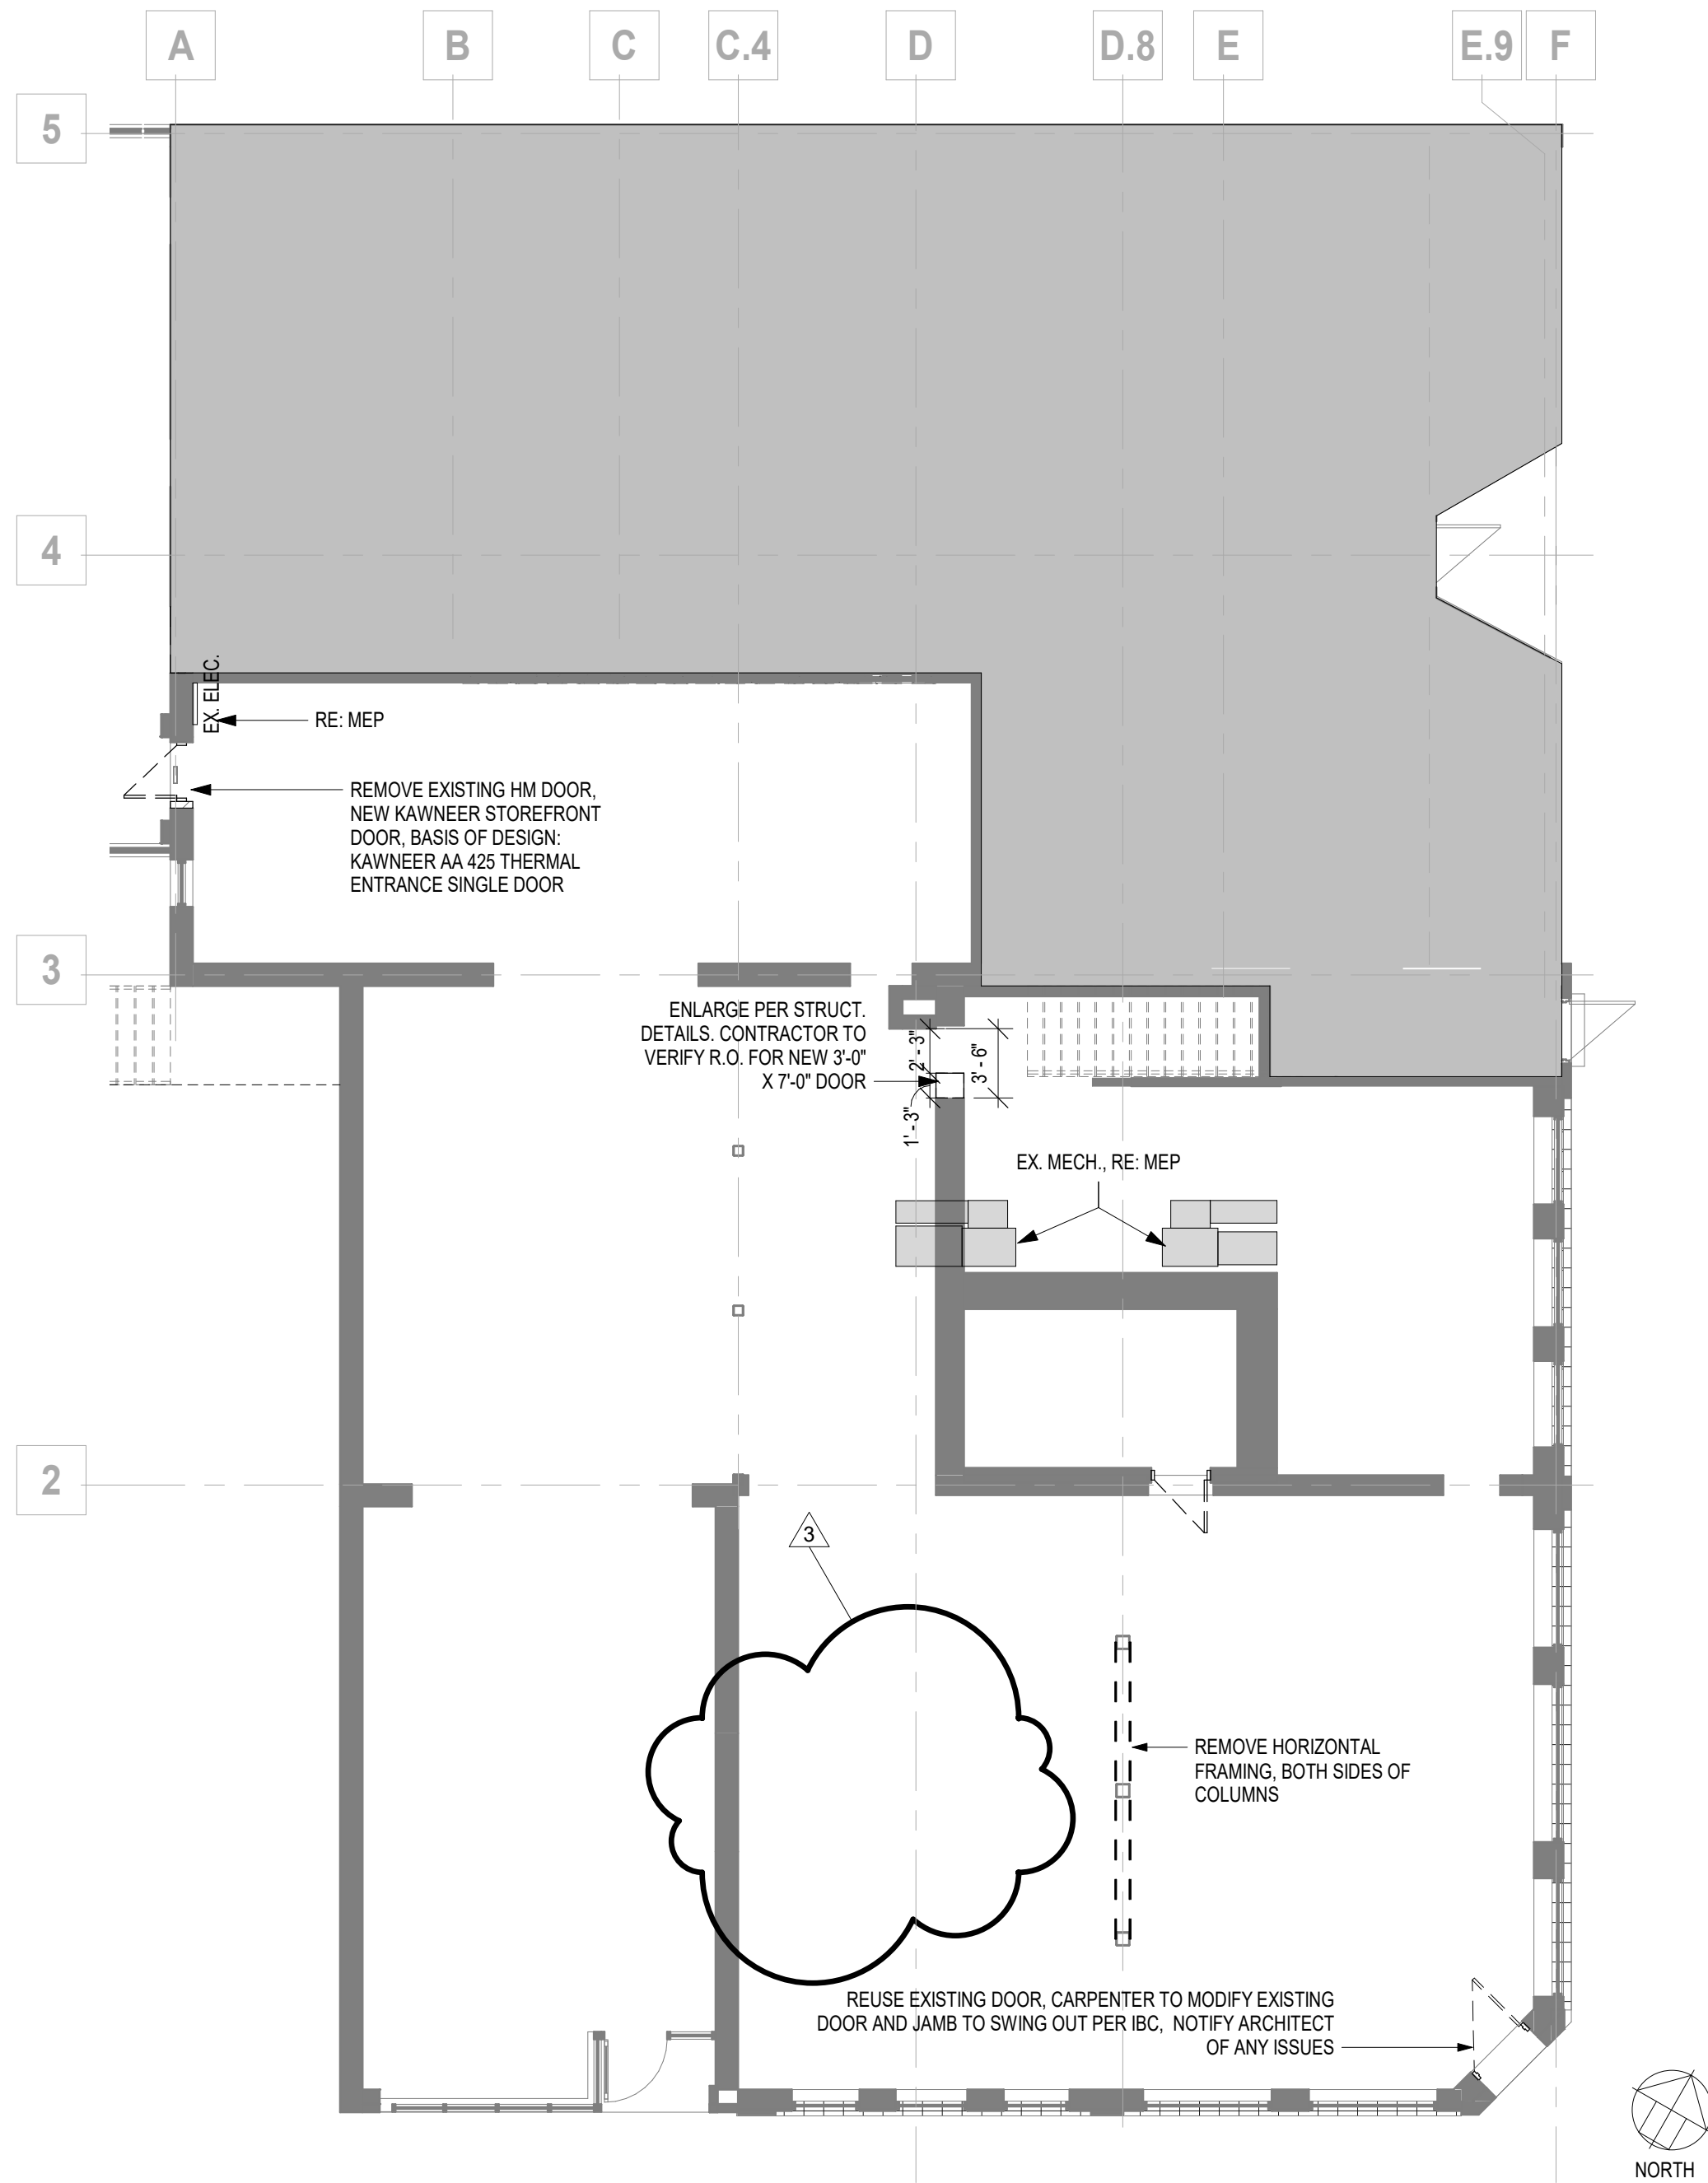 A
B
C
C.4
D
D.8
E
E.9
F
5
4
EX. ELEC.
RE: MEP
REMOVE EXISTING HM DOOR,
NEW KAWNEER STOREFRONT
DOOR, BASIS OF DESIGN:
KAWNEER AA 425 THERMAL
ENTRANCE SINGLE DOOR
3
ENLARGE PER STRUCT.
DETAILS. CONTRACTOR TO
VERIFY R.O. FOR NEW 3'-0"
X 7'-0" DOOR
2' - 3"
3' - 6"
1' - 3"
EX. MECH., RE: MEP
2
3
REMOVE HORIZONTAL
FRAMING, BOTH SIDES OF
COLUMNS
REUSE EXISTING DOOR, CARPENTER TO MODIFY EXISTING
DOOR AND JAMB TO SWING OUT PER IBC, NOTIFY ARCHITECT
OF ANY ISSUES
NORTH